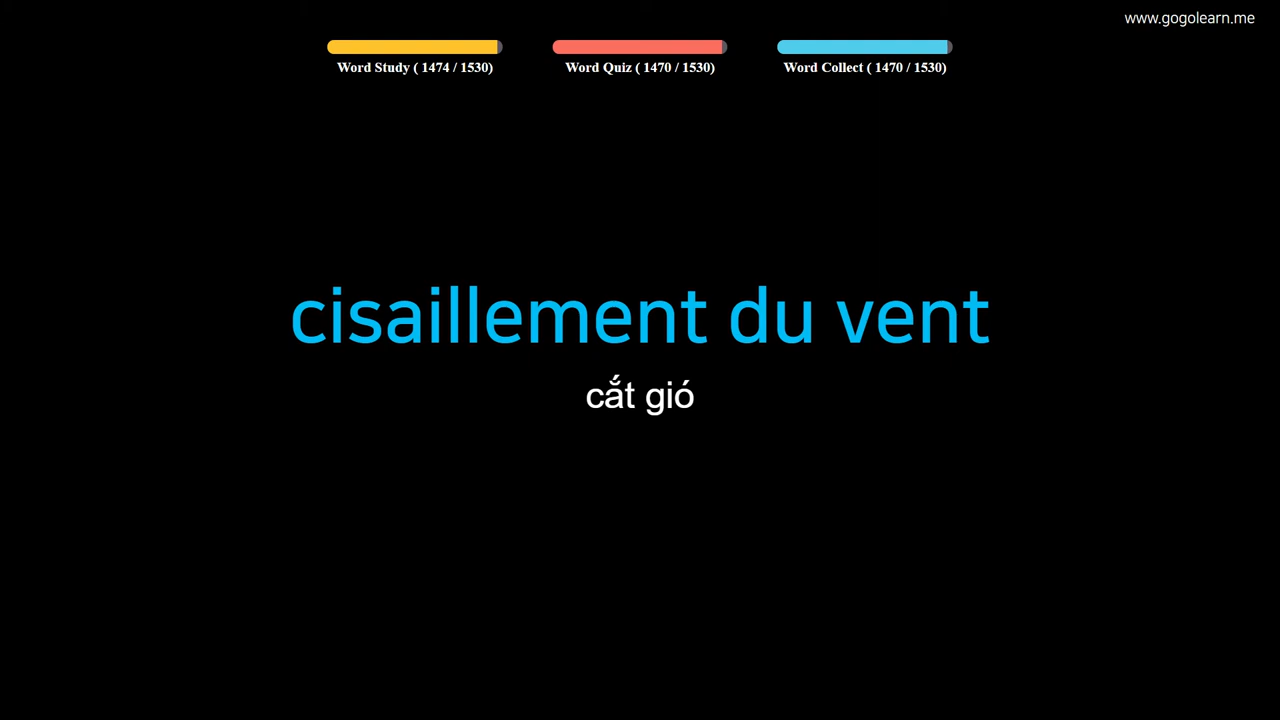 www.gogolearn.me
Word Study ( 1474 / 1530)
Word Quiz ( 1470 / 1530)
Word Collect ( 1470 / 1530)
cisaillement du vent
cắt gió